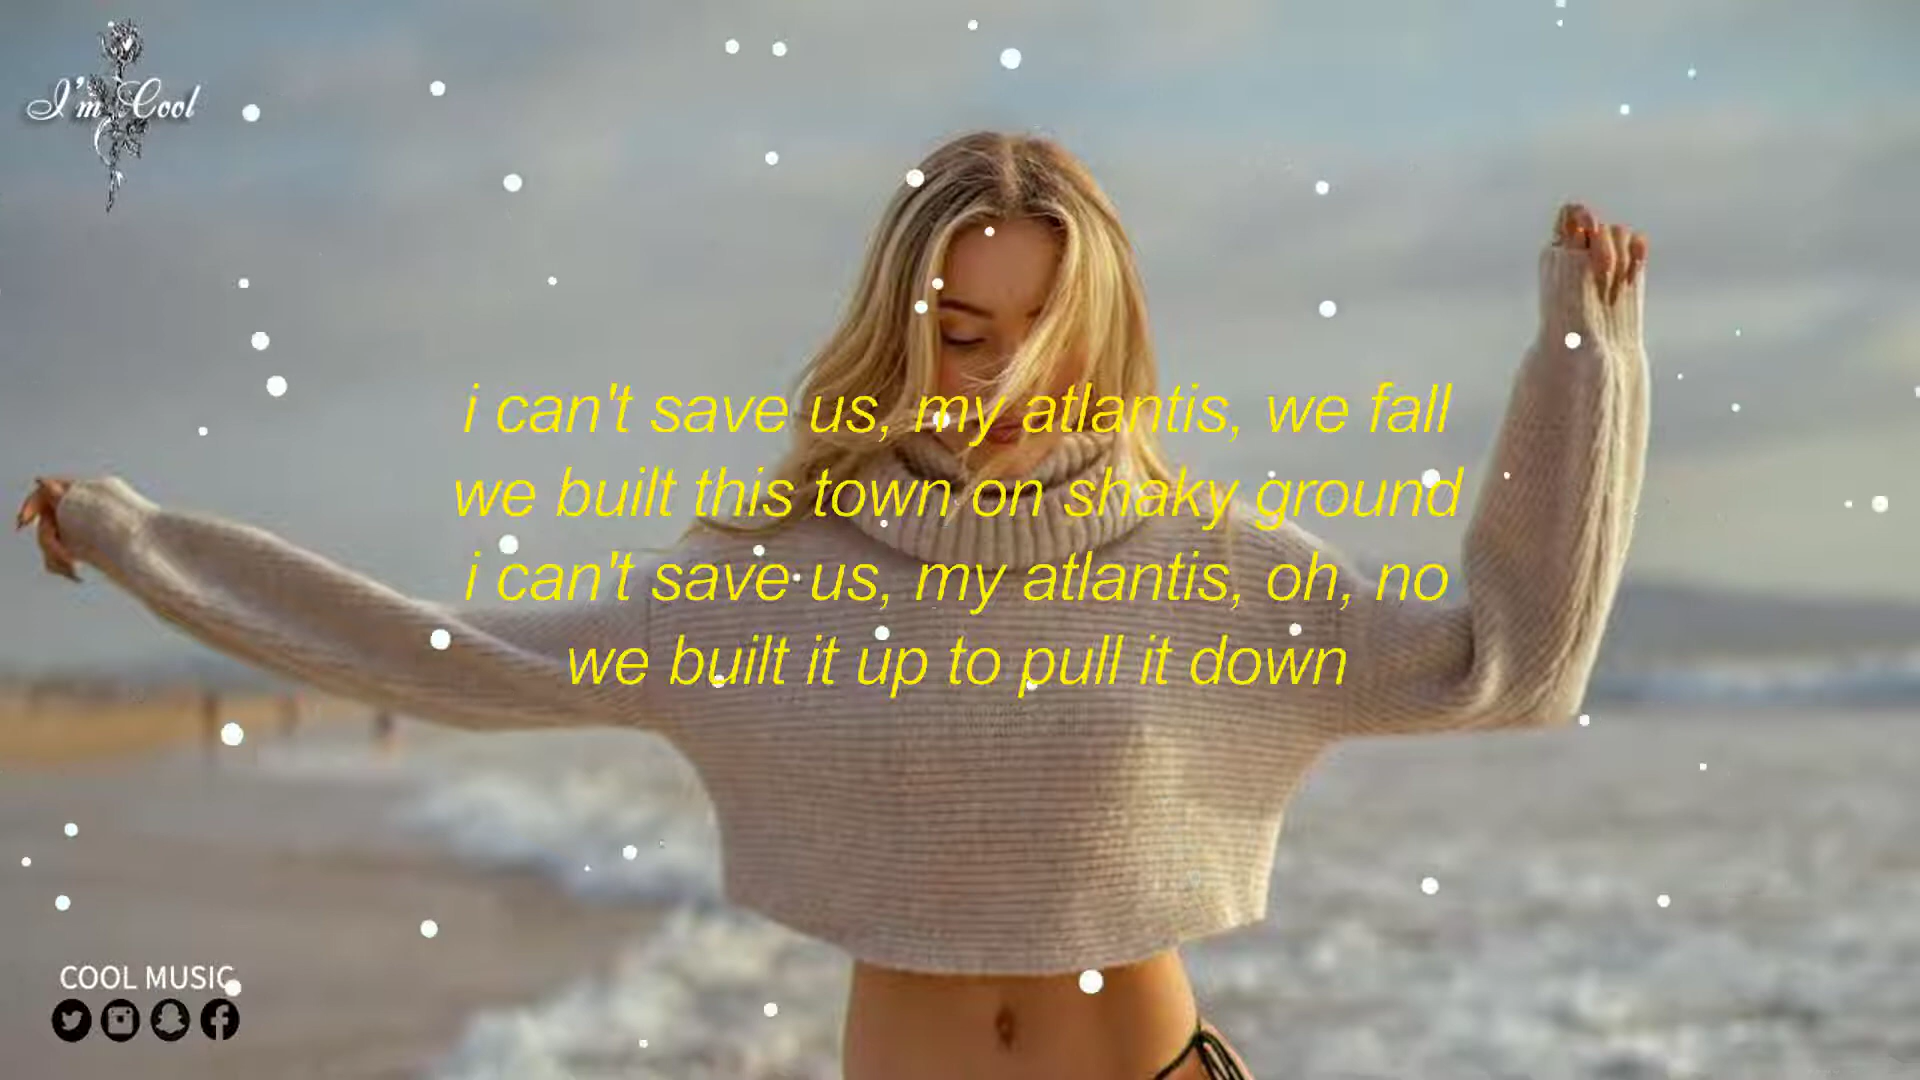 I'm Cool
i can't save us, my atlantis, we fall
we built this town on shaky ground
i can't save us, my atlantis, oh, no
we built it up to pull it down
COOL MUSIC